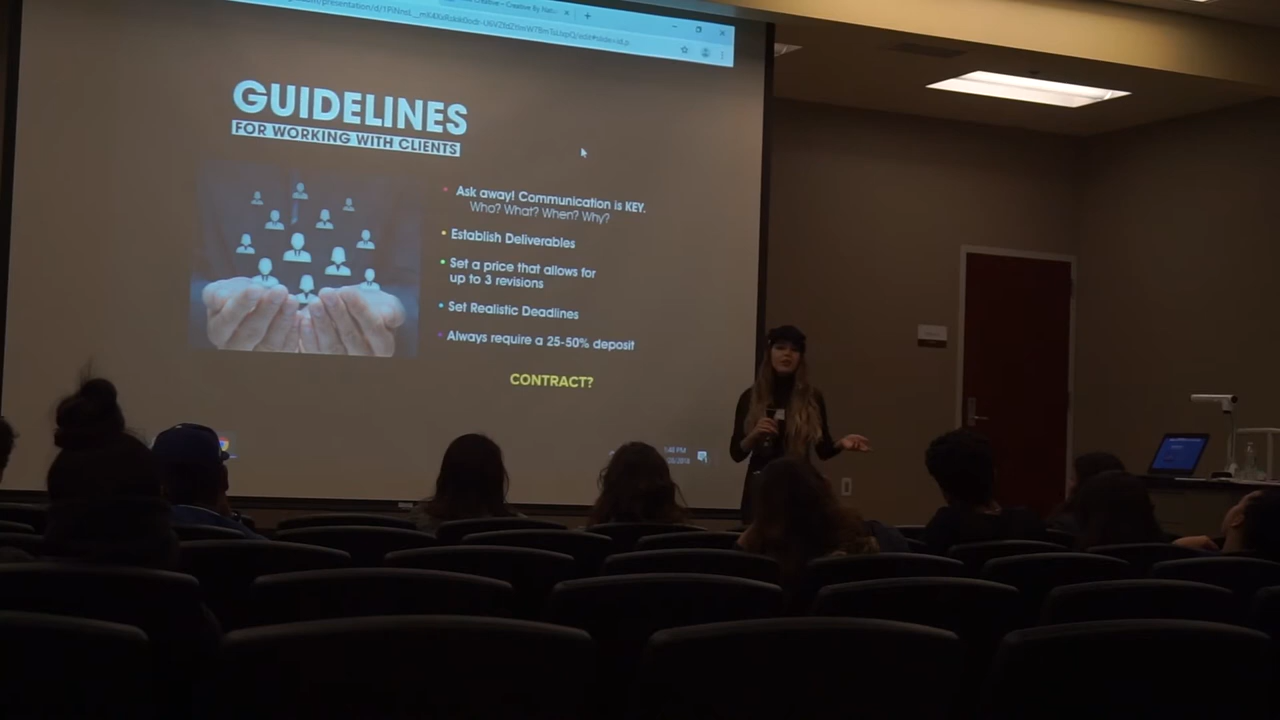 GUIDELINES
FOR WORKING WITH CLIENTS
Ask away! Communication is KEY.
Who? What? When? Why?
Establish Deliverables
Set a price that allows for
up to 3 revisions
Set Realistic Deadlines
Always require a 25-50% deposit
CONTRACT?